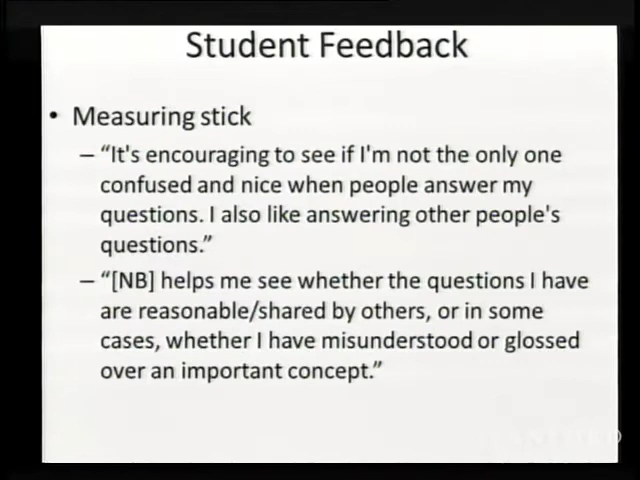 Student Feedback
• Measuring stick
– “It's encouraging to see if I'm not the only one
confused and nice when people answer my
questions. I also like answering other people's
questions.”
– “[NB] helps me see whether the questions I have
are reasonable/shared by others, or in some
cases, whether I have misunderstood or glossed
over an important concept.”